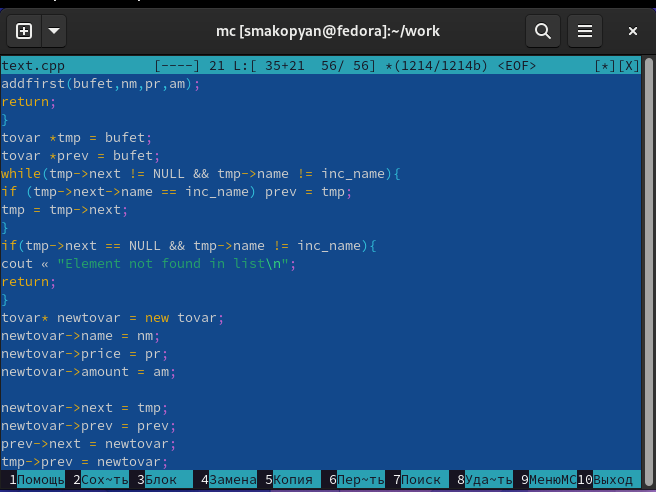 mc [smakopyan@fedora]:~/work
text.cpp [----] 21 L:[ 35+21 56/ 56] *(1214/1214b) <EOF> [*][X]
addfirst(bufet,nm,pr,am);
return;
}
tovar *tmp = bufet;
tovar *prev = bufet;
while(tmp->next != NULL && tmp->name != inc_name){
if (tmp->next->name == inc_name) prev = tmp;
tmp = tmp->next;
}
if(tmp->next == NULL && tmp->name != inc_name){
cout « "Element not found in list\n";
return;
}
tovar* newtovar = new tovar;
newtovar->name = nm;
newtovar->price = pr;
newtovar->amount = am;
newtovar->next = tmp;
newtovar->prev = prev;
prev->next = newtovar;
tmp->prev = newtovar;
1Помощь 2Сох~ть 3Блок 4Замена 5Копия 6Пер~ть 7Поиск 8Уда~ть 9МенюМС 10Выход